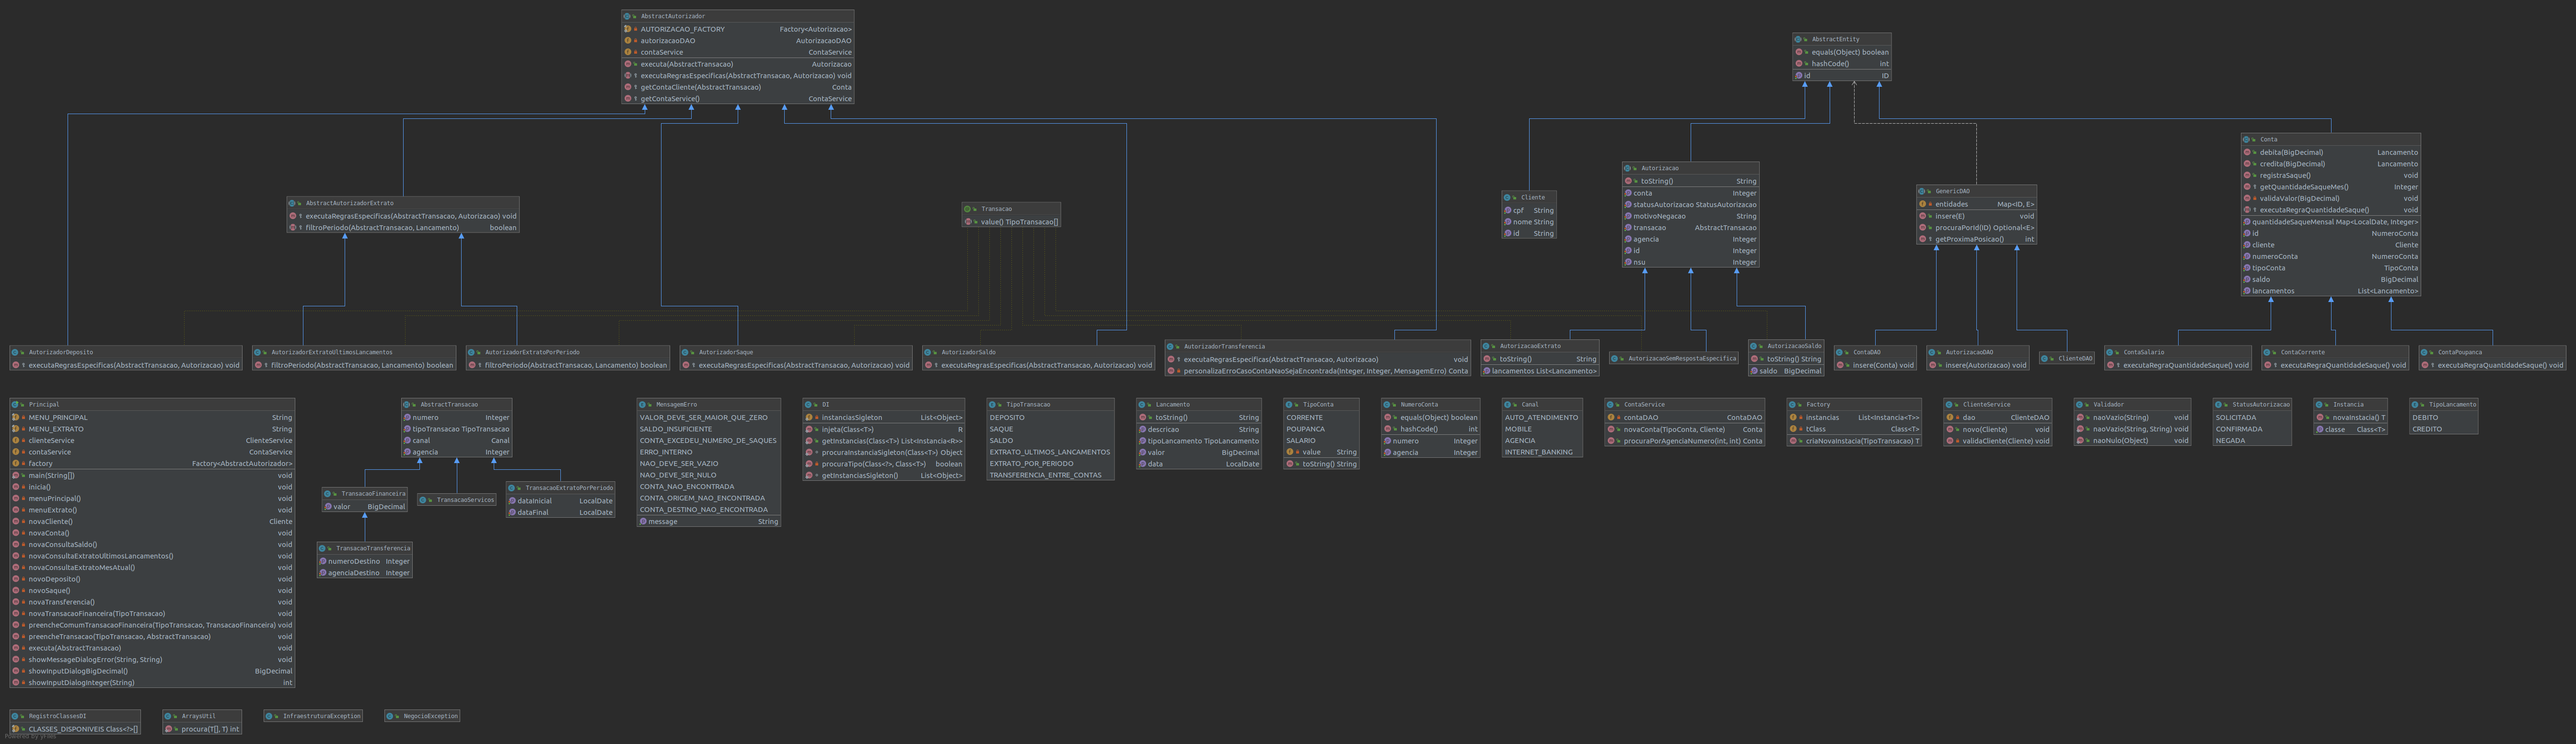 AbstractAutorizador
AUTORIZACAO_FACTORY Factory<Autorizacao>
autorizacaoDAO AutorizacaoDAO
contaService ContaService
executa(AbstractTransacao) Autorizacao
executaRegrasEspecificas(AbstractTransacao, Autorizacao) void
getContaCliente(AbstractTransacao) Conta
getContaService() ContaService
AbstractEntity
equals(Object) boolean
hashCode() int
id ID
Conta
debita(BigDecimal) Lancamento
credita(BigDecimal) Lancamento
registraSaque() void
getQuantidadeSaqueMes() Integer
validaValor(BigDecimal) void
executaRegraQuantidadeSaque() void
quantidadeSaqueMensal Map<LocalDate, Integer>
id NumeroConta
cliente Cliente
numeroConta NumeroConta
tipoConta TipoConta
saldo BigDecimal
lancamentos List<Lancamento>
Autorizacao
toString() String
conta Integer
statusAutorizacao StatusAutorizacao
motivoNegacao String
transacao AbstractTransacao
agencia Integer
id Integer
nsu Integer
GenericDAO
entidades Map<ID, E>
insere(E) void
procuraPorId(ID) Optional<E>
getProximaPosicao() int
Cliente
cpf String
nome String
id String
AbstractAutorizadorExtrato
executaRegrasEspecificas(AbstractTransacao, Autorizacao) void
filtroPeriodo(AbstractTransacao, Lancamento) boolean
Transacao
value() TipoTransacao[]
AutorizadorDeposito
executaRegrasEspecificas(AbstractTransacao, Autorizacao) void
AutorizadorExtratoUltimosLancamentos
filtroPeriodo(AbstractTransacao, Lancamento) boolean
AutorizadorExtratoPorPeriodo
filtroPeriodo(AbstractTransacao, Lancamento) boolean
AutorizadorSaque
executaRegrasEspecificas(AbstractTransacao, Autorizacao) void
AutorizadorSaldo
executaRegrasEspecificas(AbstractTransacao, Autorizacao) void
AutorizadorTransferencia
executaRegrasEspecificas(AbstractTransacao, Autorizacao) void
personalizaErroCasoContaNaoSejaEncontrada(Integer, Integer, MensagemErro) Conta
AutorizacaoExtrato
toString() String
lancamentos List<Lancamento>
AutorizacaoSemRespostaEspecifica
AutorizacaoSaldo
toString() String
saldo BigDecimal
ContaDAO
insere(Conta) void
AutorizacaoDAO
insere(Autorizacao) void
ClienteDAO
ContaSalario
executaRegraQuantidadeSaque() void
ContaCorrente
executaRegraQuantidadeSaque() void
ContaPoupanca
executaRegraQuantidadeSaque() void
Principal
MENU_PRINCIPAL String
MENU_EXTRATO String
clienteService ClienteService
contaService ContaService
factory Factory<AbstractAutorizador>
main(String[]) void
inicia() void
menuPrincipal() void
menuExtrato() void
novaCliente() Cliente
novaConta() void
novaConsultaSaldo() void
novaConsultaExtratoUltimosLancamentos() void
novaConsultaExtratoMesAtual() void
novoDeposito() void
novoSaque() void
novaTransferencia() void
novaTransacaoFinanceira(TipoTransacao) void
preencheComumTransacaoFinanceira(TipoTransacao, TransacaoFinanceira) void
preencheTransacao(TipoTransacao, AbstractTransacao) void
executa(AbstractTransacao) void
showMessageDialogError(String, String) void
showInputDialogBigDecimal() BigDecimal
showInputDialogInteger(String) int
AbstractTransacao
numero Integer
tipoTransacao TipoTransacao
canal Canal
agencia Integer
TransacaoFinanceira
valor BigDecimal
TransacaoServicos
TransacaoExtratoPorPeriodo
dataInicial LocalDate
dataFinal LocalDate
TransacaoTransferencia
numeroDestino Integer
agenciaDestino Integer
MensagemErro
VALOR_DEVE_SER_MAIOR_QUE_ZERO
SALDO_INSUFICIENTE
CONTA_EXCEDEU_NUMERO_DE_SAQUES
ERRO_INTERNO
NAO_DEVE_SER_VAZIO
NAO_DEVE_SER_NULO
CONTA_NAO_ENCONTRADA
CONTA_ORIGEM_NAO_ENCONTRADA
CONTA_DESTINO_NAO_ENCONTRADA
message String
DI
instanciasSigleton List<Object>
injeta(Class<T>) R
getInstancias(Class<T>) List<Instancia<R>>
procuraInstanciaSigleton(Class<T>) Object
procuraTipo(Class<?>, Class<T>) boolean
getInstanciasSigleton() List<Object>
TipoTransacao
DEPOSITO
SAQUE
SALDO
EXTRATO_ULTIMOS_LANCAMENTOS
EXTRATO_POR_PERIODO
TRANSFERENCIA_ENTRE_CONTAS
Lancamento
toString() String
descricao String
tipoLancamento TipoLancamento
valor BigDecimal
data LocalDate
TipoConta
CORRENTE
POUPANCA
SALARIO
value String
toString() String
NumeroConta
equals(Object) boolean
hashCode() int
numero Integer
agencia Integer
Canal
AUTO_ATENDIMENTO
MOBILE
AGENCIA
INTERNET_BANKING
ContaService
contaDAO ContaDAO
novaConta(TipoConta, Cliente) Conta
procuraPorAgenciaNumero(int, int) Conta
Factory
instancias List<Instancia<T>>
tClass Class<T>
criaNovaInstacia(TipoTransacao) T
ClienteService
dao ClienteDAO
novo(Cliente) void
validaCliente(Cliente) void
Validador
naoVazio(String) void
naoVazio(String, String) void
naoNulo(Object) void
StatusAutorizacao
SOLICITADA
CONFIRMADA
NEGADA
Instancia
novaInstacia() T
classe Class<T>
TipoLancamento
DEBITO
CREDITO
RegistroClassesDI
CLASSES_DISPONIVEIS Class<?>[]
ArraysUtil
procura(T[], T) int
InfraestruturaException
NegocioException
Powered by yFiles